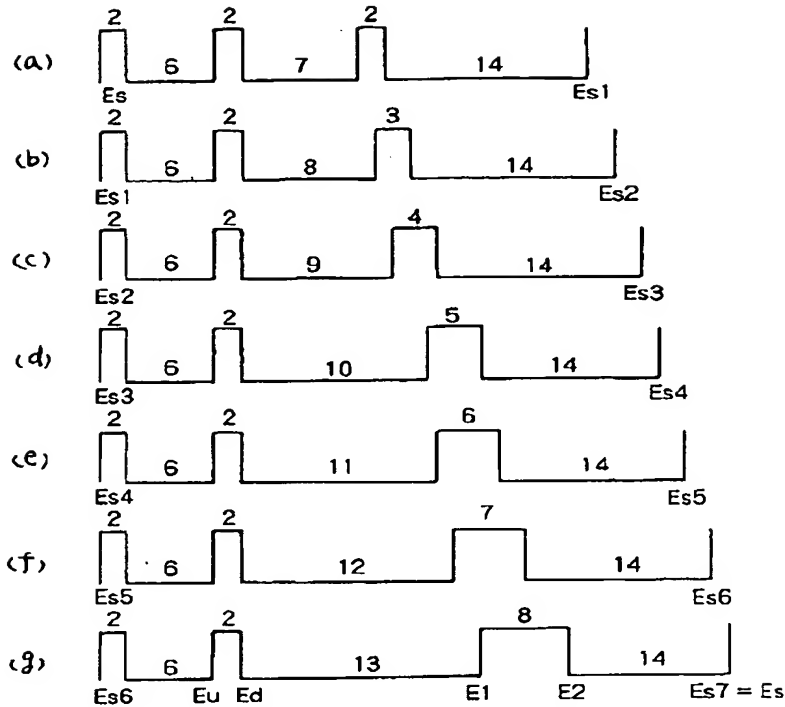 2 2 2
(a) 6 7 14
Es Es1
2 2 3
(b) 6 8 14
Es1 Es2
2 2 4
(c) 6 9 14
Es2 Es3
2 2 5
(d) 6 10 14
Es3 Es4
2 2 6
(e) 6 11 14
Es4 Es5
2 2 7
(f) 6 12 14
Es5 Es6
2 2 8
(g) 6 13 14
Es6 Eu Ed E1 E2 Es7 = Es